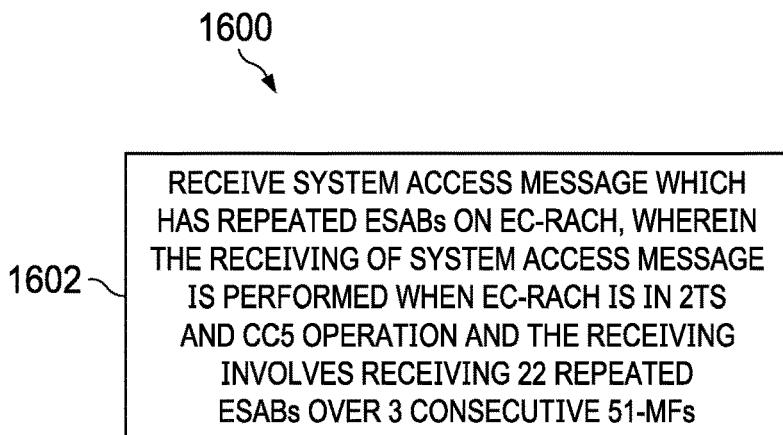 1600
RECEIVE SYSTEM ACCESS MESSAGE WHICH
HAS REPEATED ESABs ON EC-RACH, WHEREIN
THE RECEIVING OF SYSTEM ACCESS MESSAGE
IS PERFORMED WHEN EC-RACH IS IN 2TS
AND CC5 OPERATION AND THE RECEIVING
INVOLVES RECEIVING 22 REPEATED
ESABs OVER 3 CONSECUTIVE 51-MFs
1602